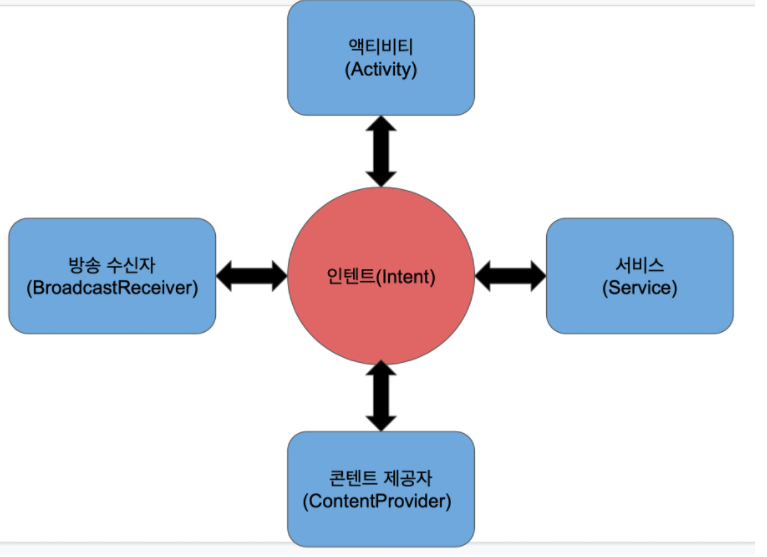 액티비티
(Activity)
방송 수신자
(BroadcastReceiver)
인텐트(Intent)
서비스
(Service)
콘텐트 제공자
(ContentProvider)